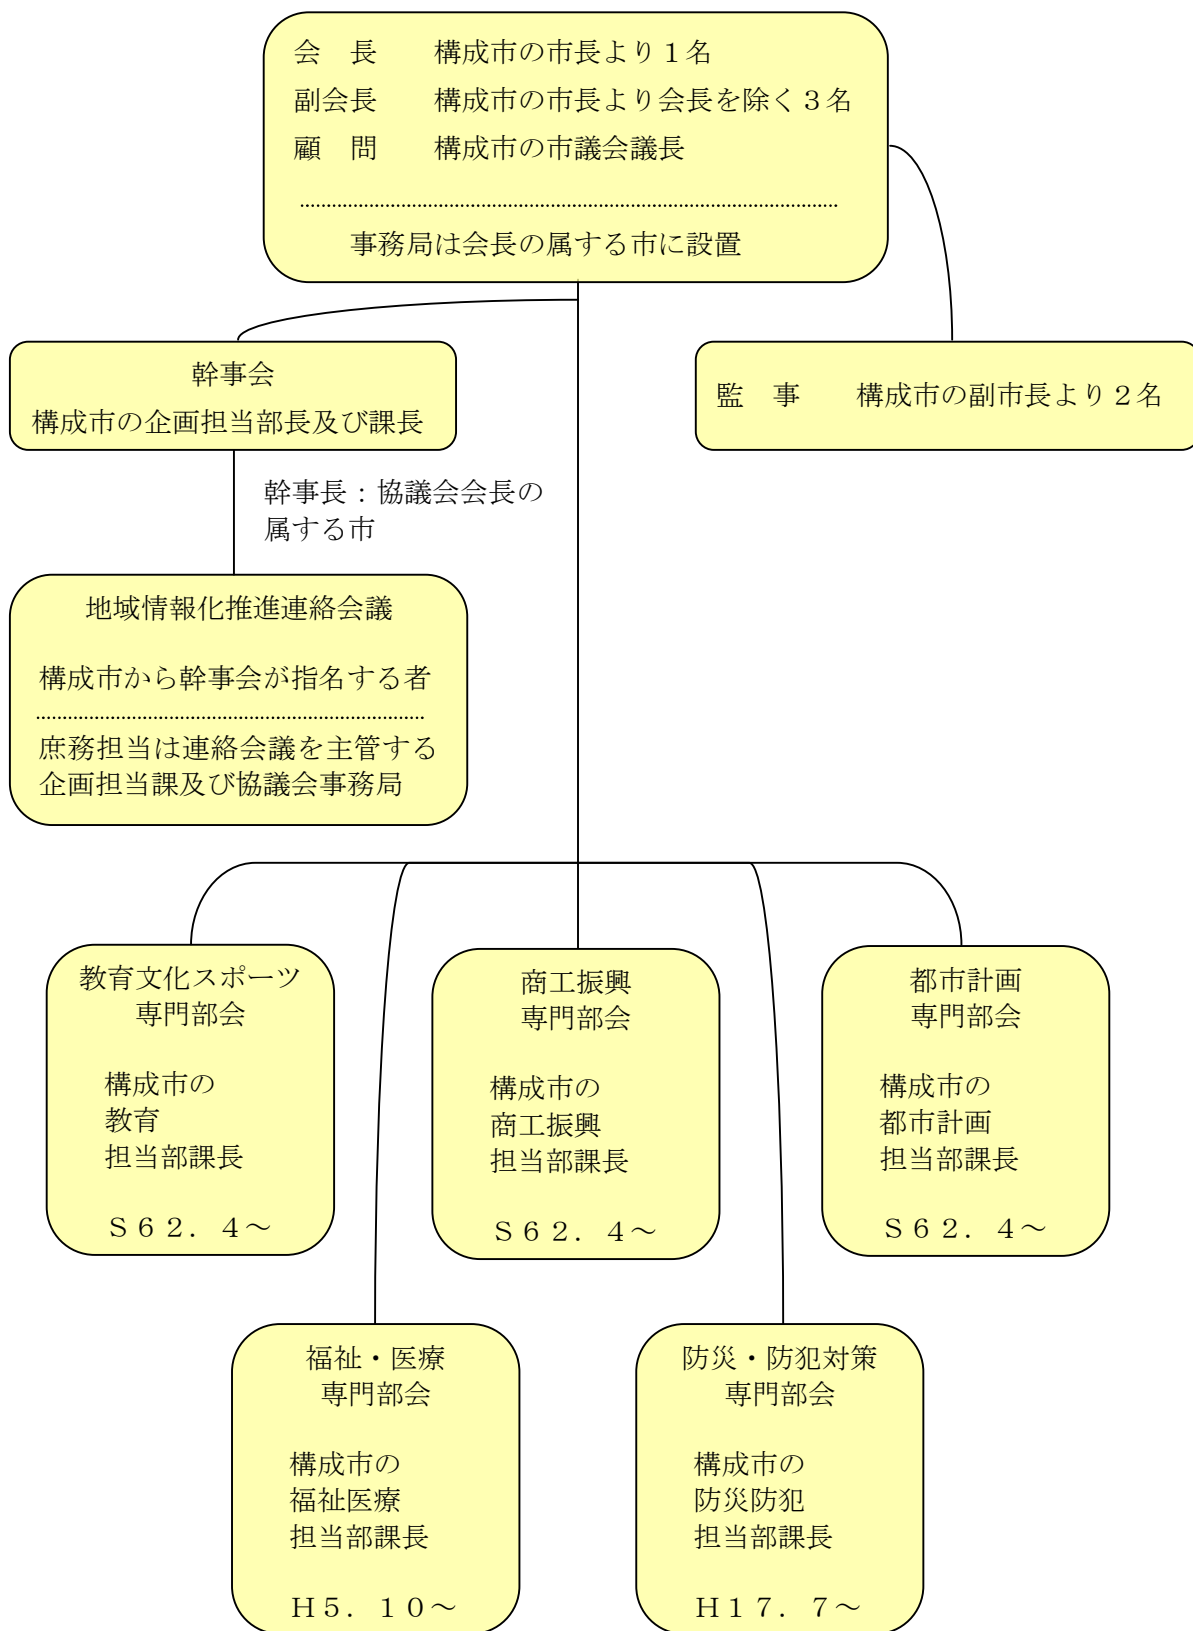 会　長　　構成市の市長より１名
副会長　　構成市の市長より会長を除く３名
顧　問　　構成市の市議会議長
事務局は会長の属する市に設置
幹事会
構成市の企画担当部長及び課長
監　事　　構成市の副市長より２名
幹事長：協議会会長の
属する市
地域情報化推進連絡会議
構成市から幹事会が指名する者
庶務担当は連絡会議を主管する
企画担当課及び協議会事務局
教育文化スポーツ
専門部会
構成市の
教育
担当部課長
Ｓ６２．４～
商工振興
専門部会
構成市の
商工振興
担当部課長
Ｓ６２．４～
都市計画
専門部会
構成市の
都市計画
担当部課長
Ｓ６２．４～
福祉・医療
専門部会
構成市の
福祉医療
担当部課長
Ｈ５．１０～
防災・防犯対策
専門部会
構成市の
防災防犯
担当部課長
Ｈ１７．７～